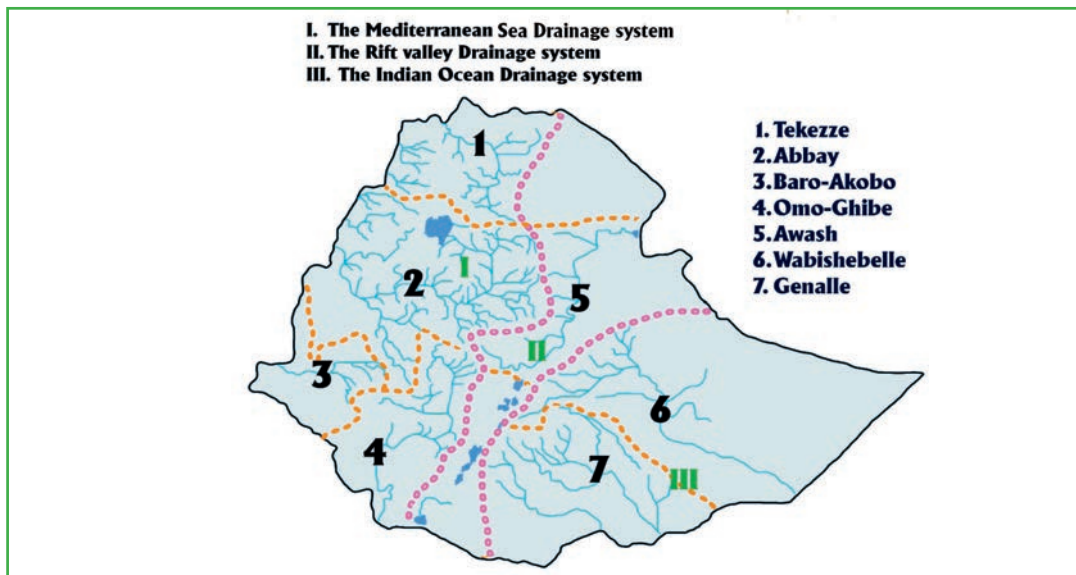 I. The Mediterranean Sea Drainage system
II. The Rift valley Drainage system
III. The Indian Ocean Drainage system
1. Tekezze
2. Abbay
3. Baro-Akobo
4. Omo-Ghibe
5. Awash
6. Wabishebelle
7. Genalle
1
I
2
5
II
3
6
4
7
III